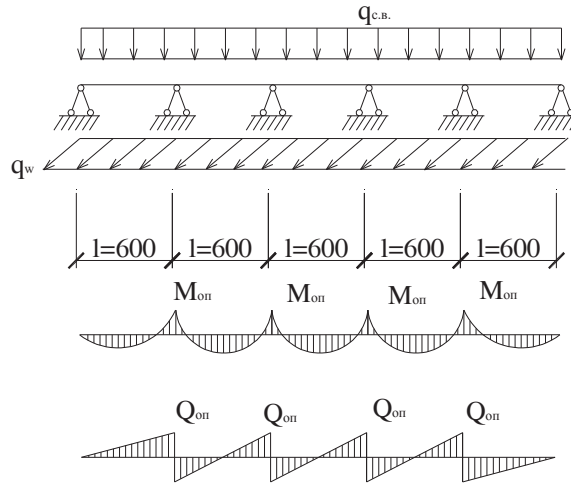 qс.в.
qw
l=600 l=600 l=600 l=600 l=600
Mоп Mоп Mоп Mоп
Qоп Qоп Qоп Qоп